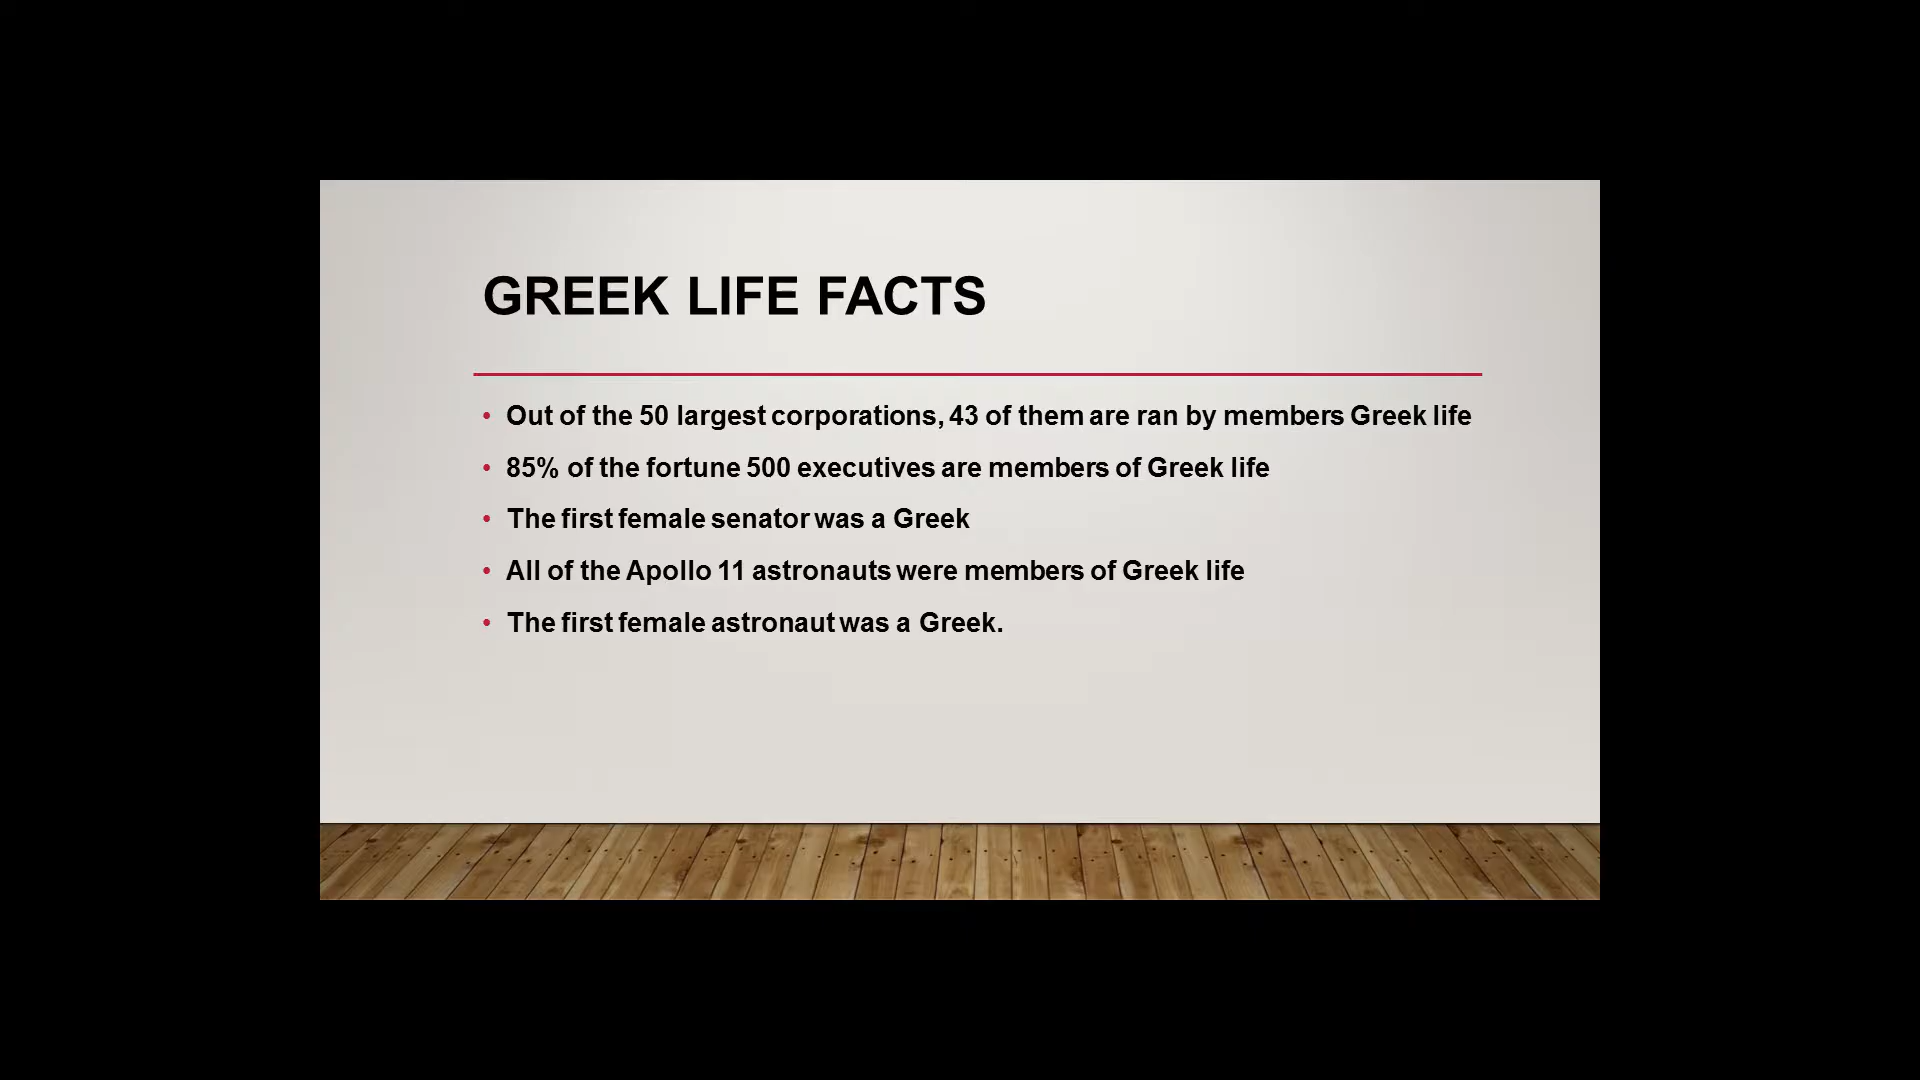 GREEK LIFE FACTS
• Out of the 50 largest corporations, 43 of them are ran by members Greek life
• 85% of the fortune 500 executives are members of Greek life
• The first female senator was a Greek
• All of the Apollo 11 astronauts were members of Greek life
• The first female astronaut was a Greek.